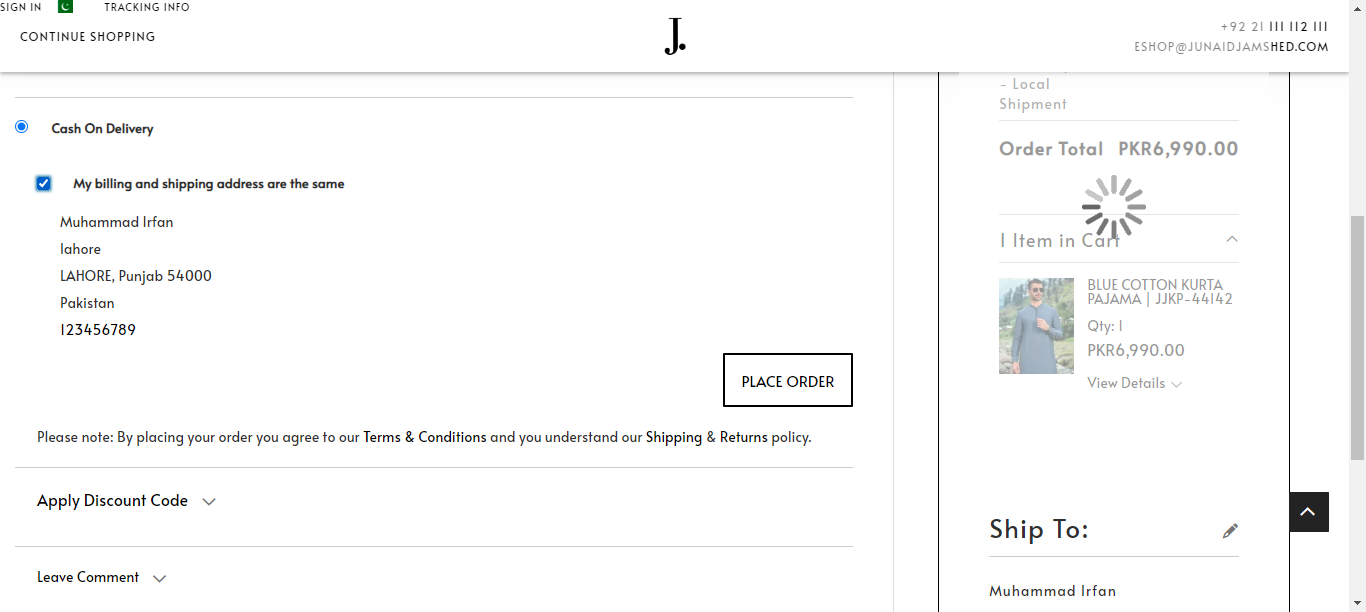 SIGN IN
TRACKING INFO
CONTINUE SHOPPING
J.
+92 21 111 112 111
ESHOP@JUNAIDJAMSHED.COM
Cash On Delivery
My billing and shipping address are the same
Muhammad Irfan
lahore
LAHORE, Punjab 54000
Pakistan
123456789
PLACE ORDER
Please note: By placing your order you agree to our Terms & Conditions and you understand our Shipping & Returns policy.
Apply Discount Code
Leave Comment
- Local
Shipment
Order Total PKR6,990.00
1 Item in Cart
BLUE COTTON KURTA
PAJAMA | JJKP-44142
Qty: 1
PKR6,990.00
View Details
Ship To:
Muhammad Irfan